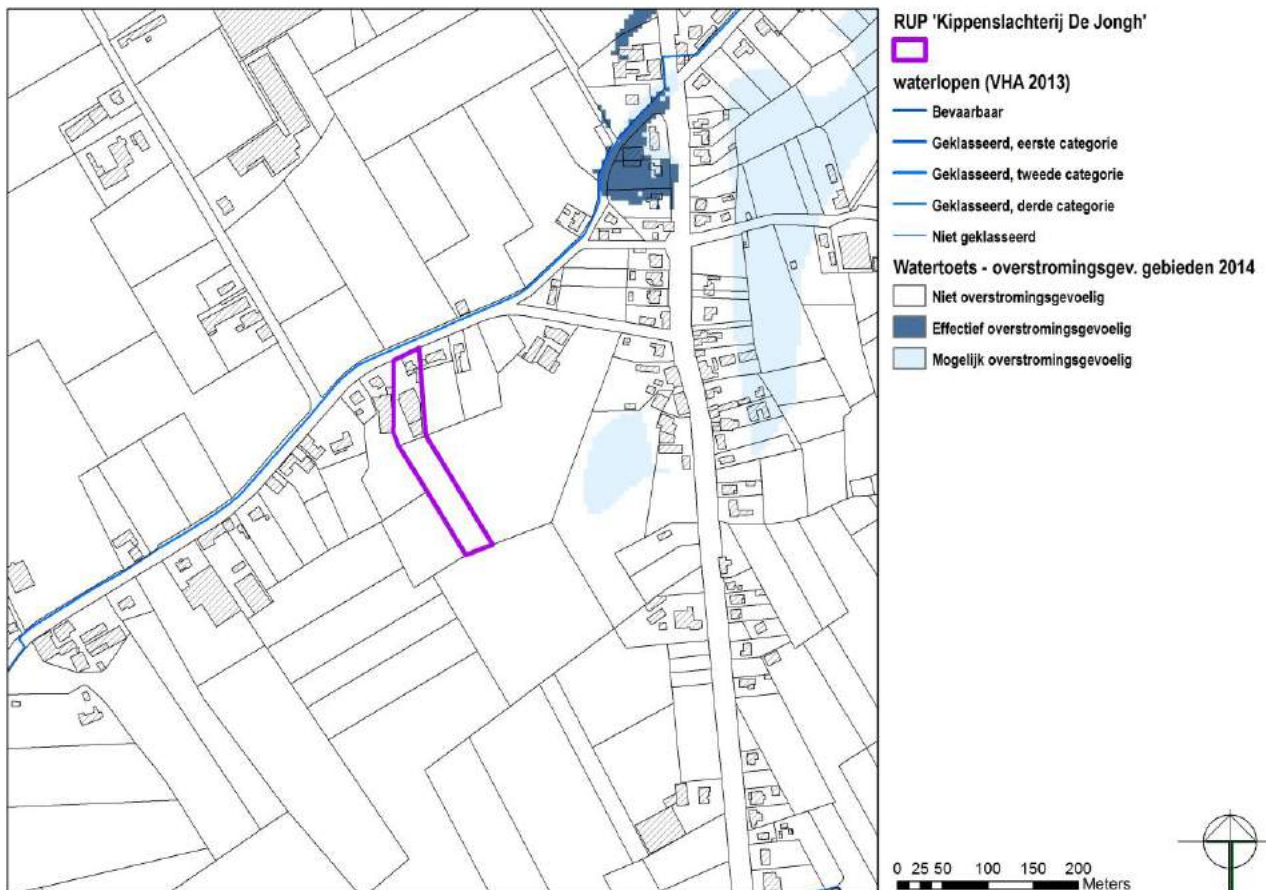 RUP 'Kippenslachterij De Jongh'
waterlopen (VHA 2013)
Bevaarbaar
Geklasseerd, eerste categorie
Geklasseerd, tweede categorie
Geklasseerd, derde categorie
Niet geklasseerd
Watertoets - overstromingsgev. gebieden 2014
Niet overstromingsgevoelig
Effectief overstromingsgevoelig
Mogelijk overstromingsgevoelig
0 25 50 100 150 200
Meters